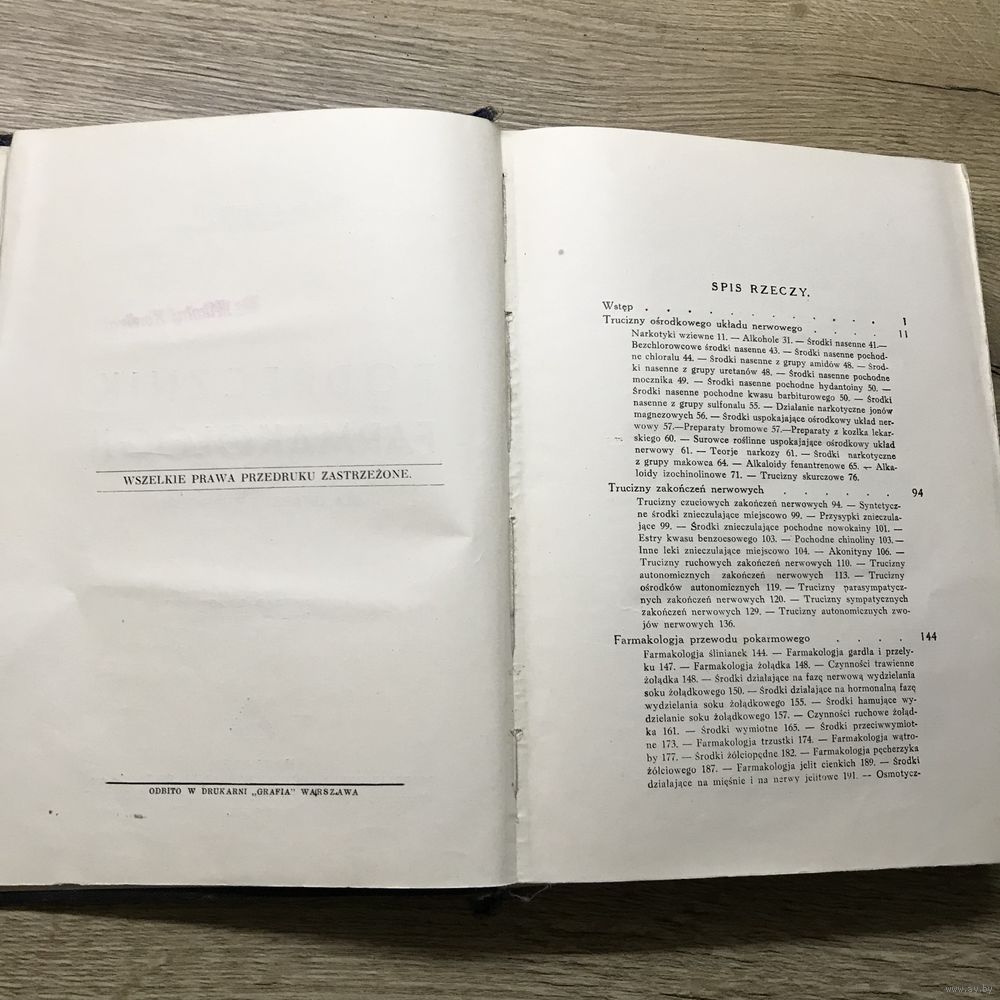 WSZELKIE PRAWA PRZEDRUKU ZASTRZEŻONE.
ODBITO W DRUKARNI „GRAFIA" WARSZAWA
SPIS RZECZY.
Wstęp . . . . . . . . . . . 1
Trucizny ośrodkowego układu nerwowego . . . . . 11
Narkotyki wziewne 11. — Alkohole 31. — Środki nasenne 41.—
Bezchlorowcowe środki nasenne 43. — Środki nasenne pochod-
ne chloralu 44. — Środki nasenne z grupy amidów 48. — Środ-
ki nasenne z grupy uretanów 48. — Środki nasenne pochodne
mocznika 49. — Środki nasenne pochodne hydantoiny 50. —
Środki nasenne pochodne kwasu barbiturowego 50. — Środki
nasenne z grupy sulfonalu 55. — Działanie narkotyczne jonów
magnezowych 56. — Środki uspokajające ośrodkowy układ ner-
wowy 57.—Preparaty bromowe 57.—Preparaty z kozłka lekar-
skiego 60. — Surowce roślinne uspokajające ośrodkowy układ
nerwowy 61. — Teorje narkozy 61. — Środki narkotyczne
z grupy makowca 64. — Alkaloidy fenantrenowe 65. — Alka-
loidy izochinolinowe 71. — Trucizny skurczowe 76.
Trucizny zakończeń nerwowych . . . . . . 94
Trucizny czuciowych zakończeń nerwowych 94. — Syntetycz-
ne środki znieczulające miejscowo 99. — Przysypki znieczula-
jące 99. — Środki znieczulające pochodne nowokainy 101. —
Estry kwasu benzoesowego 103. — Pochodne chinoliny 103. —
Inne leki znieczulające miejscowo 104. — Akonityny 106. —
Trucizny ruchowych zakończeń nerwowych 110. — Trucizny
autonomicznych zakończeń nerwowych 113. — Trucizny
ośrodków autonomicznych 119. — Trucizny parasympatycz-
nych zakończeń nerwowych 120. — Trucizny sympatycznych
zakończeń nerwowych 129. — Trucizny autonomicznych zwo-
jów nerwowych 136.
Farmakologja przewodu pokarmowego . . . . 144
Farmakologja ślinianek 144. — Farmakologja gardła i przeły-
ku 147. — Farmakologja żołądka 148. — Czynności trawienne
żołądka 148. — Środki działające na fazę nerwową wydzielania
soku żołądkowego 150. — Środki działające na hormonalną fazę
wydzielania soku żołądkowego 155. — Środki hamujące wy-
dzielanie soku żołądkowego 157. — Czynności ruchowe żołąd-
ka 161. — Środki wymiotne 165. — Środki przeciwwymiot-
ne 173. — Farmakologja trzustki 174. — Farmakologja wątro-
by 177. — Środki żółciopędne 182. — Farmakologja pęcherzyka
żółciowego 187. — Farmakologja jelit cienkich 189. — Środki
działające na mięśnie i na nerwy jelitowe 191. — Osmotycz-
www.ay.by